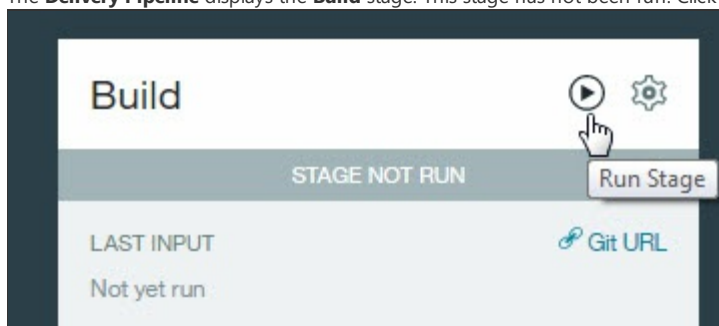 The Delivery Pipeline displays the Build stage. This stage has not been run. Click
Build
STAGE NOT RUN
Run Stage
LAST INPUT
Git URL
Not yet run